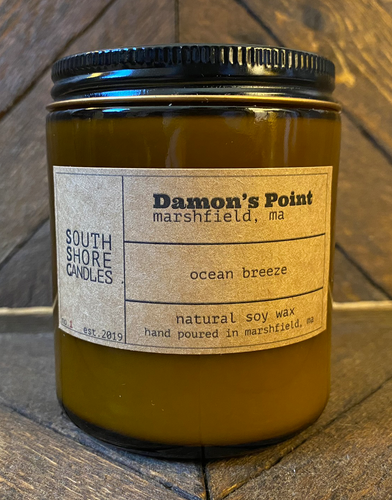 SOUTH
SHORE
CANDLES
est.2019
Damon's Point
marshfield, ma
ocean breeze
natural soy wax
hand poured in marshfield, ma